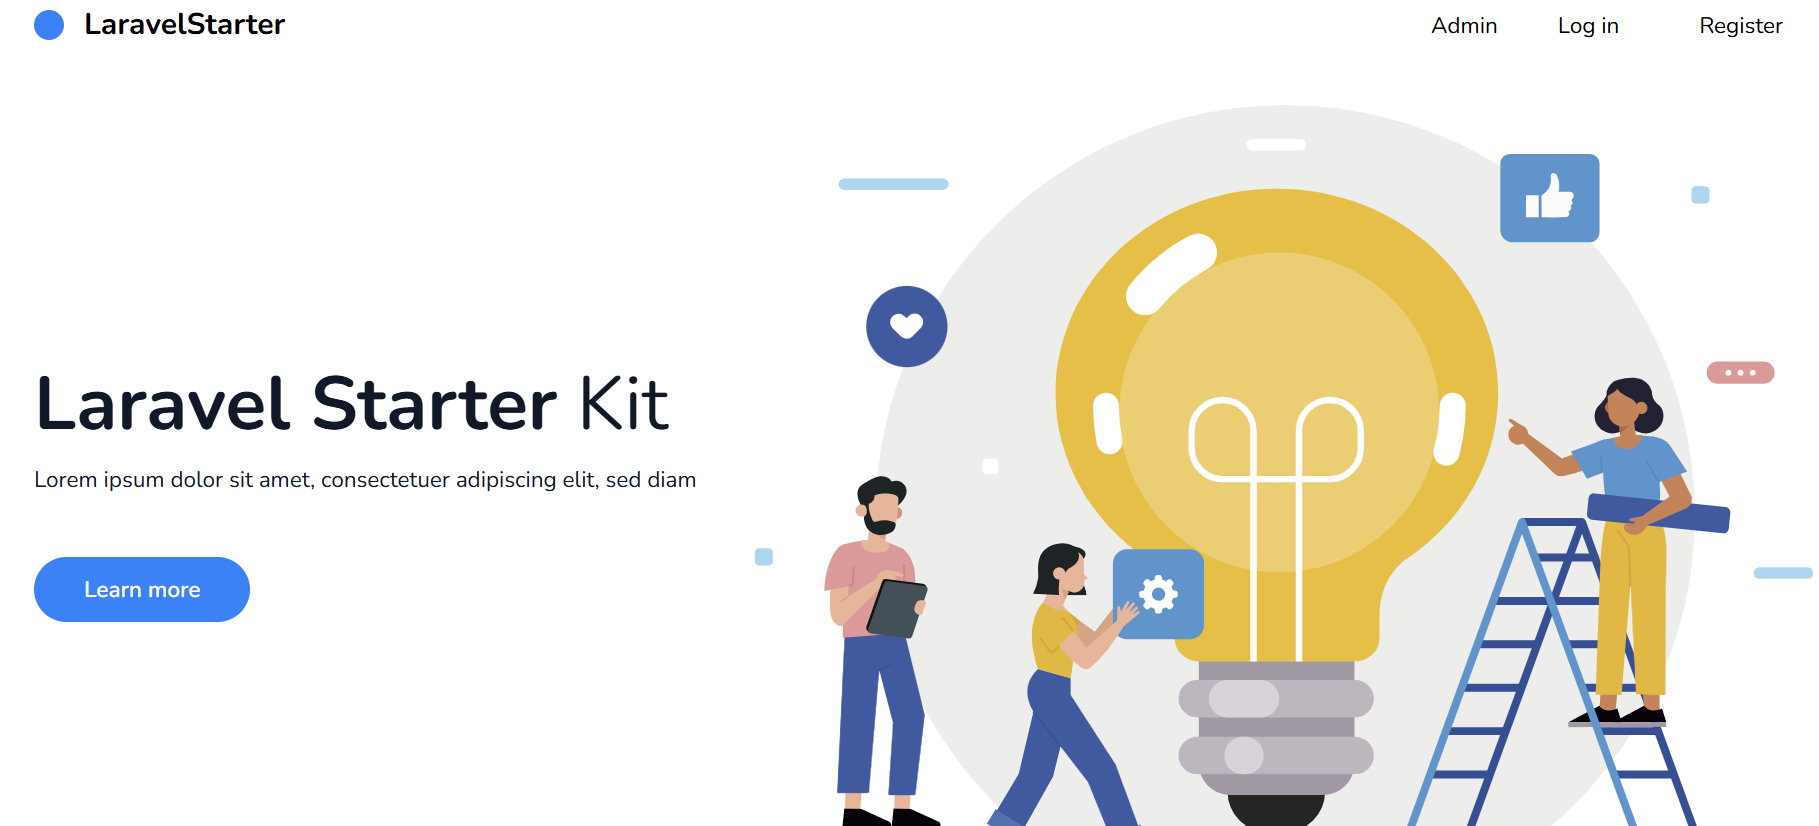 LaravelStarter
Admin Log in Register
Laravel Starter Kit
Lorem ipsum dolor sit amet, consectetuer adipiscing elit, sed diam
Learn more